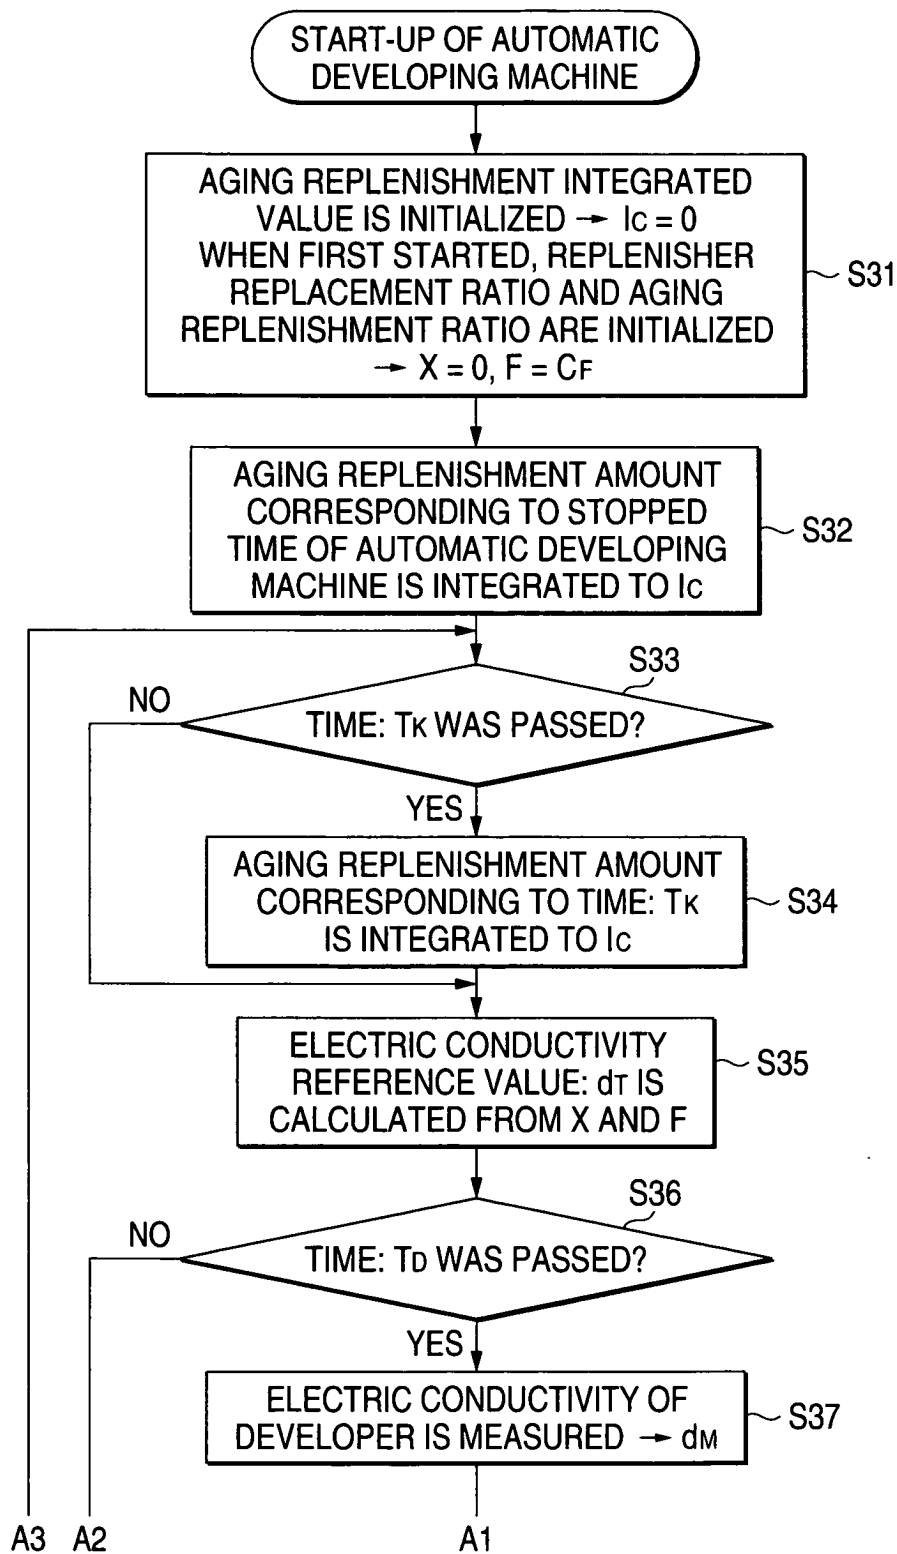 START-UP OF AUTOMATIC
DEVELOPING MACHINE
AGING REPLENISHMENT INTEGRATED
VALUE IS INITIALIZED → IC = 0
WHEN FIRST STARTED, REPLENISHER
REPLACEMENT RATIO AND AGING
REPLENISHMENT RATIO ARE INITIALIZED
→ X = 0, F = CF
S31
AGING REPLENISHMENT AMOUNT
CORRESPONDING TO STOPPED
TIME OF AUTOMATIC DEVELOPING
MACHINE IS INTEGRATED TO IC
S32
S33
NO
TIME: TK WAS PASSED?
YES
AGING REPLENISHMENT AMOUNT
CORRESPONDING TO TIME: TK
IS INTEGRATED TO IC
S34
ELECTRIC CONDUCTIVITY
REFERENCE VALUE: dT IS
CALCULATED FROM X AND F
S35
S36
NO
TIME: TD WAS PASSED?
YES
ELECTRIC CONDUCTIVITY OF
DEVELOPER IS MEASURED → dM
S37
A3 A2 A1